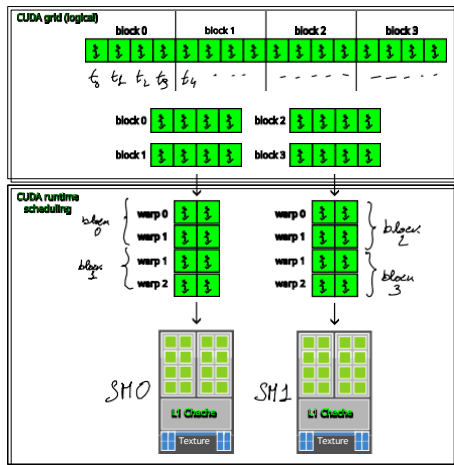 CUDA grid (logical)
block 0 block 1 block 2 block 3
t0 t1 t2 t3 t4
block 0 block 2
block 1 block 3
CUDA runtime
scheduling
block 0
warp 0
warp 1
block 1
warp 1
warp 2
warp 0
warp 1
block 2
warp 1
warp 2
block 3
SM0 SM1
L1 Chache L1 Chache
Texture Texture